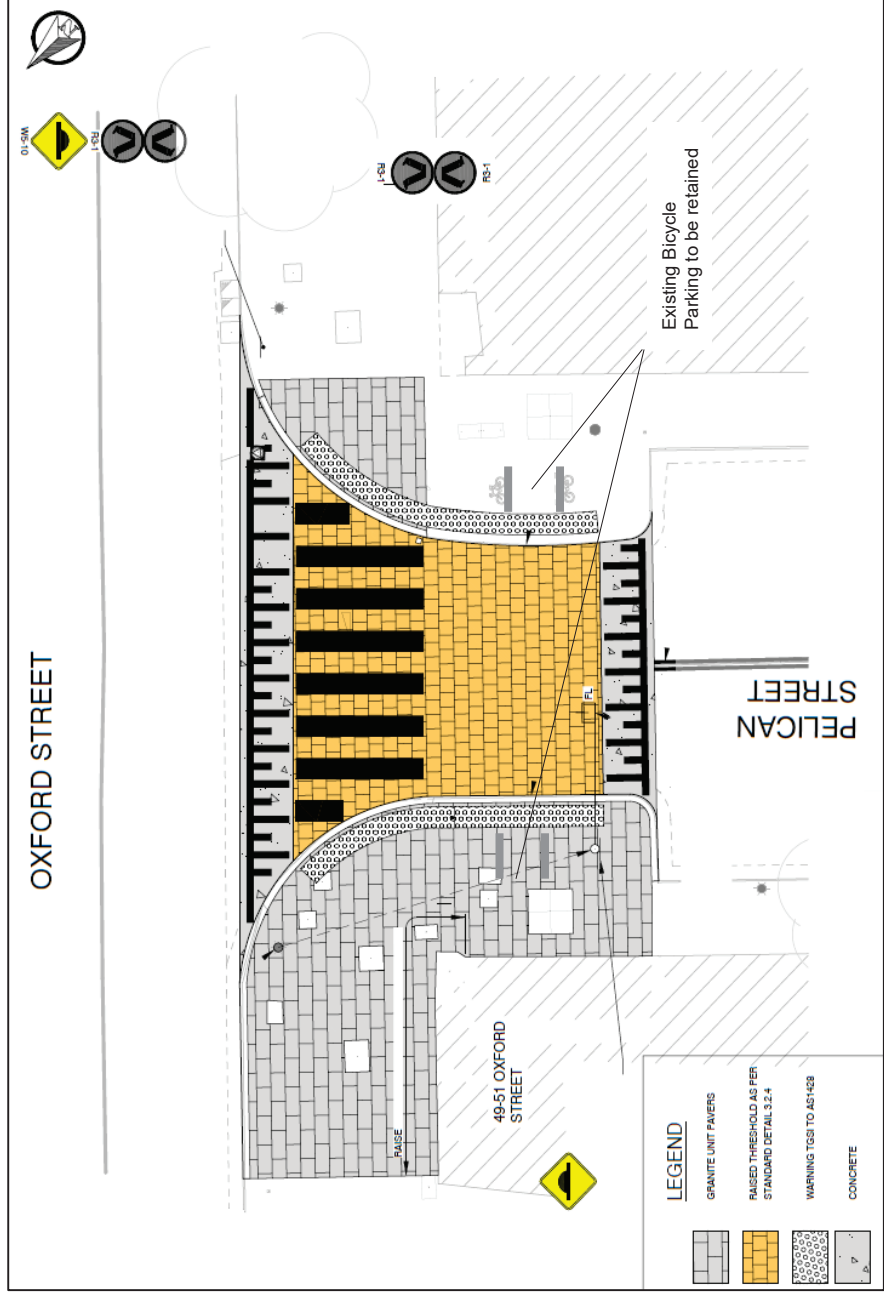 OXFORD STREET
W5-10
R3-1
R3-1
R3-1
Existing Bicycle
Parking to be retained
PELICAN
STREET
FL
RAISE
49-51 OXFORD
STREET
LEGEND
GRANITE UNIT PAVERS
RAISED THRESHOLD AS PER
STANDARD DETAIL 3.2.4
WARNING TGSI TO AS1428
CONCRETE